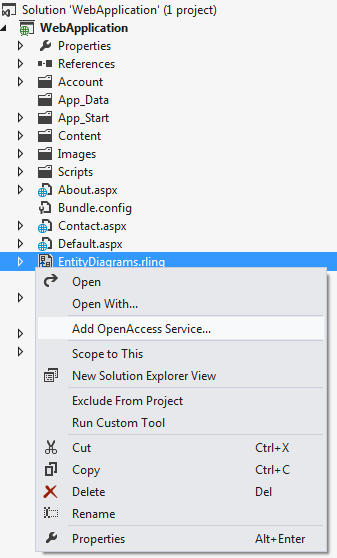 Solution 'WebApplication' (1 project)
WebApplication
Properties
References
Account
App_Data
App_Start
Content
Images
Scripts
About.aspx
Bundle.config
Contact.aspx
Default.aspx
EntityDiagrams.rlinq
Open
Open With...
Add OpenAccess Service...
Scope to This
New Solution Explorer View
Exclude From Project
Run Custom Tool
Cut Ctrl+X
Copy Ctrl+C
Delete Del
Rename
Properties Alt+Enter